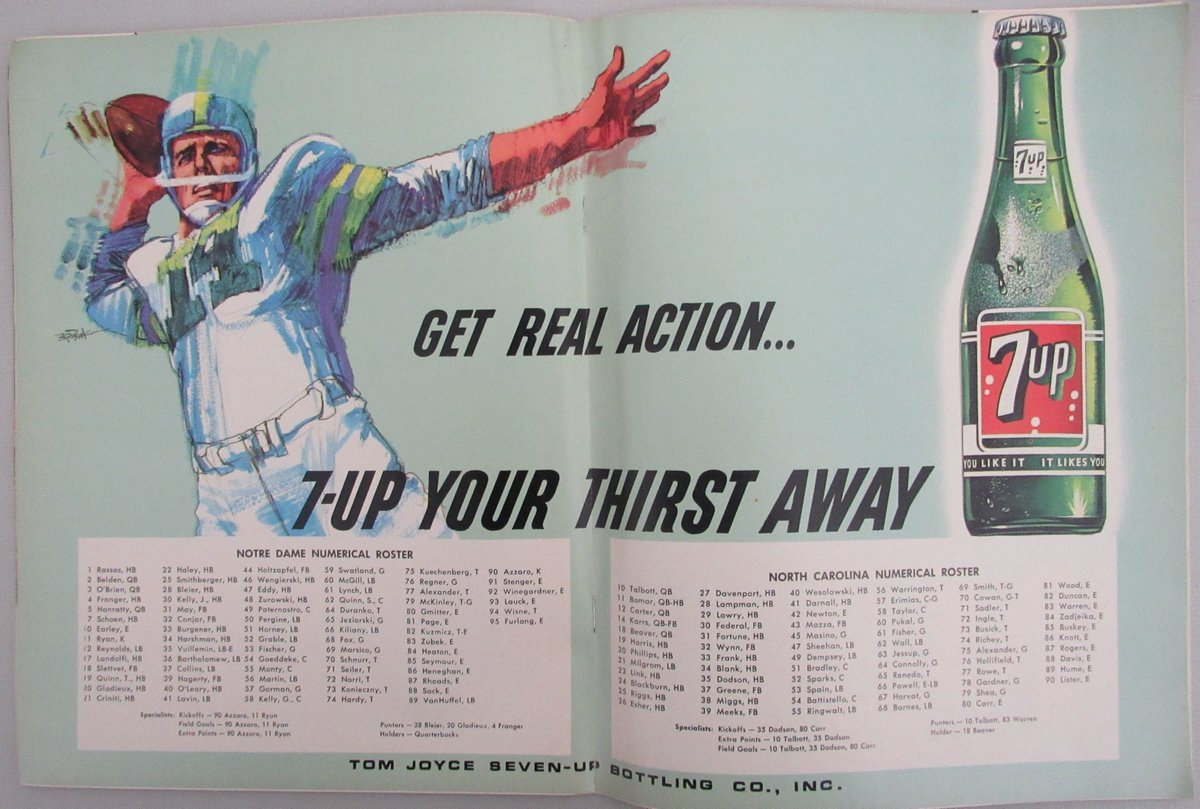 GET REAL ACTION...
7up
7up
YOU LIKE IT IT LIKES YOU
7-UP YOUR THIRST AWAY
NOTRE DAME NUMERICAL ROSTER
1 Rassas, HB
2 Belden, QB
3 O'Brien, QB
4 Franger, HB
5 Hanratty, QB
7 Schoen, HB
10 Earley, E
11 Ryan, K
12 Reynolds, LB
17 Landolfi, HB
18 Slettvet, FB
19 Quinn, T., HB
20 Gladieux, HB
21 Criniti, HB
22 Haley, HB
25 Smithberger, HB
28 Bleier, HB
30 Kelly, J., HB
31 May, FB
32 Conjar, FB
33 Burgener, HB
34 Harshman, HB
35 Vuillemin, LB-E
36 Bartholomew, LB
37 Collins, LB
39 Hagerty, FB
40 O'Leary, HB
41 Lavin, LB
44 Holtzapfel, FB
46 Wengierski, HB
47 Eddy, HB
48 Zurowski, HB
49 Paternostro, C
50 Pergine, LB
51 Horney, LB
52 Grable, LB
53 Fischer, G
54 Goeddeke, C
55 Monty, C
56 Martin, LB
57 Gorman, G
58 Kelly, G., C
59 Swatland, G
60 McGill, LB
61 Lynch, LB
62 Quinn, S., C
64 Duranko, T
65 Jeziorski, G
66 Kiliany, LB
68 Fox, G
69 Marsico, G
70 Schnurr, T
71 Seiler, T
72 Norri, T
73 Konieczny, T
74 Hardy, T
75 Kuechenberg, T
76 Regner, G
77 Alexander, T
79 McKinley, T-G
80 Gmitter, E
81 Page, E
82 Kuzmicz, T-E
83 Zubek. E
84 Heaton, E
85 Seymour, E
86 Heneghan, E
87 Rhoads, E
88 Sack, E
89 VanHuffel, LB
90 Azzaro, K
91 Stenger, E
92 Winegardner, E
93 Lauck, E
94 Wisne, T
95 Furlong, E
Specialists: Kickoffs — 90 Azzaro, 11 Ryan
Field Goals — 90 Azzaro, 11 Ryan
Extra Points — 90 Azzaro, 11 Ryan
Punters — 28 Bleier, 20 Gladieux, 4 Franger
Holders — Quarterbacks
NORTH CAROLINA NUMERICAL ROSTER
10 Talbott, QB
11 Bomar, QB-HB
12 Carter, QB
14 Karrs, QB-FB
18 Beaver, QB
19 Harris, HB
20 Phillips, HB
21 Milgrom, LB
23 Link, HB
24 Blackburn, HB
25 Riggs, HB
26 Esher, HB
27 Davenport, HB
28 Lampman, HB
29 Lowry, HB
30 Federal, FB
31 Fortune, HB
32 Wynn, FB
33 Frank, HB
34 Blank, HB
35 Dodson, HB
37 Greene, FB
38 Miggs, HB
39 Meeks, FB
40 Wesolowski, HB
41 Darnall, HB
42 Newton, E
43 Mazza, FB
45 Masino, G
47 Sheehan, LB
49 Dempsey, LB
51 Bradley, C
52 Sparks, C
53 Spain, LB
54 Battistello, C
55 Ringwalt, LB
56 Warrington, T
57 Erimias, C-G
58 Taylor, C
60 Pukal, G
61 Fisher, G
62 Wall, LB
63 Jessup, G
64 Connolly, G
65 Renedo, T
66 Powell, E-LB
67 Horvat, G
68 Barnes, LB
69 Smith, T-G
70 Cowan, G-T
71 Sadler, T
72 Ingle, T
73 Busick, T
74 Richey, T
75 Alexander, G
76 Hollifield, T
77 Rowe, T
78 Gardner, G
79 Shea, G
80 Carr, E
81 Wood, E
82 Duncan, E
83 Warren, E
84 Zadjeika, E
85 Buskey, E
86 Knott, E
87 Rogers, E
88 Davis, E
89 Hume, E
90 Lister, E
Specialists: Kickoffs — 35 Dodson, 80 Carr
Extra Points — 10 Talbott, 35 Dodson
Field Goals — 10 Talbott, 35 Dodson, 80 Carr
Punters — 10 Talbott, 83 Warren
Holder — 18 Beaver
TOM JOYCE SEVEN-UP BOTTLING CO., INC.